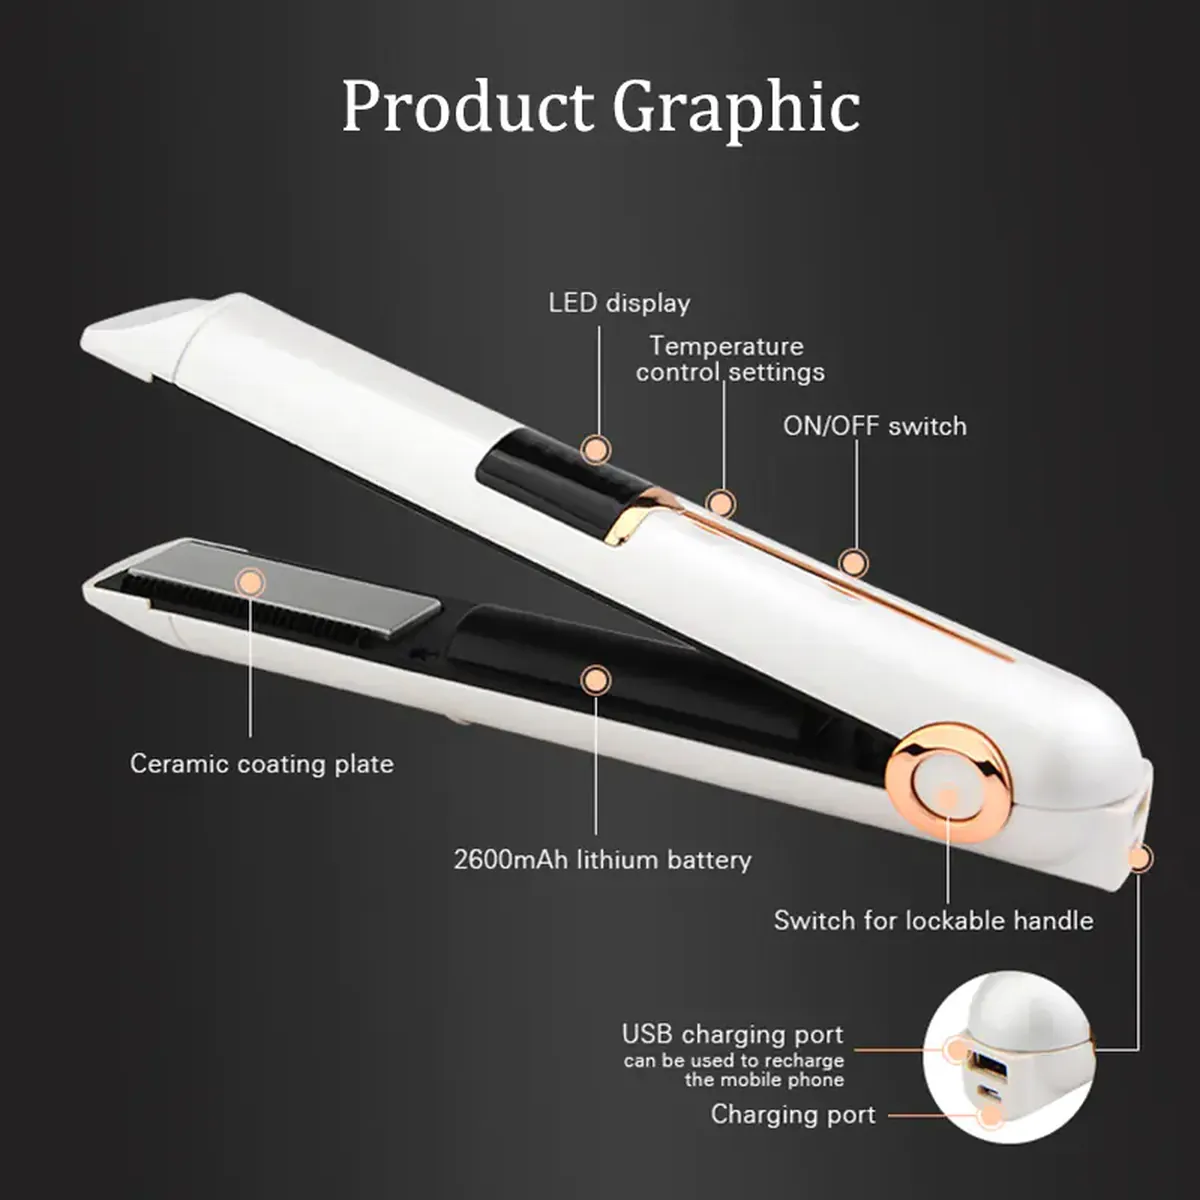 Product Graphic
LED display
Temperature
control settings
ON/OFF switch
Ceramic coating plate
2600mAh lithium battery
Switch for lockable handle
USB charging port
can be used to recharge
the mobile phone
Charging port